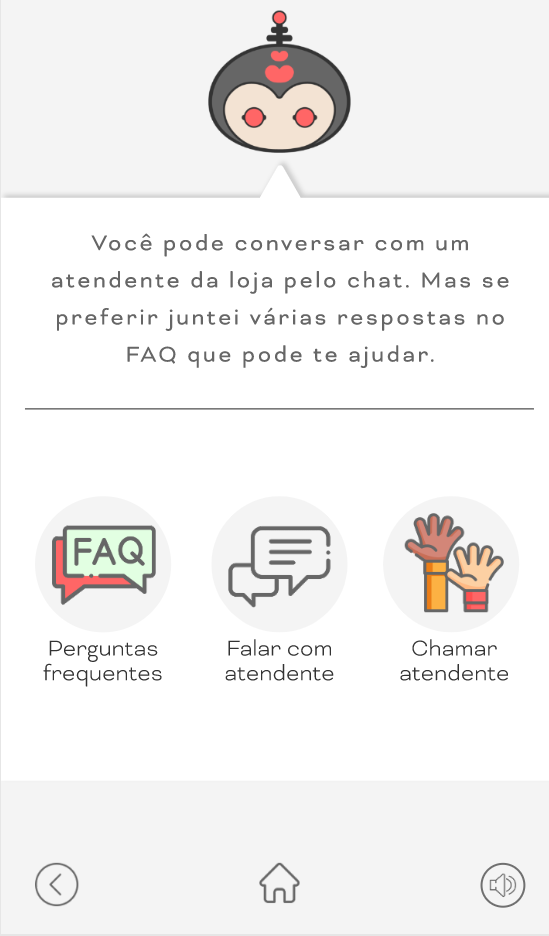 Você pode conversar com um
atendente da loja pelo chat. Mas se
preferir juntei várias respostas no
FAQ que pode te ajudar.
FAQ
Perguntas
frequentes
Falar com
atendente
Chamar
atendente